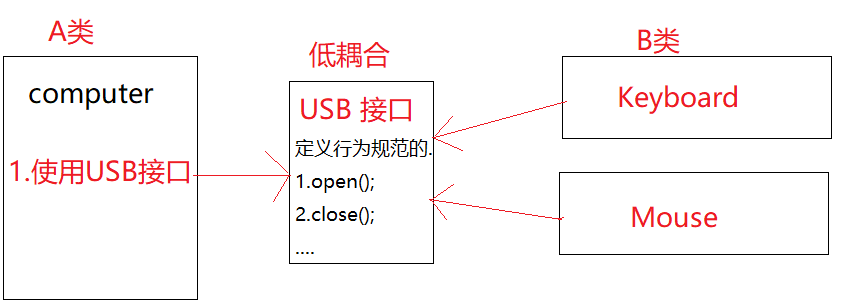 A类
computer
1.使用USB接口
低耦合
USB 接口
定义行为规范的.
1.open();
2.close();
....
B类
Keyboard
Mouse